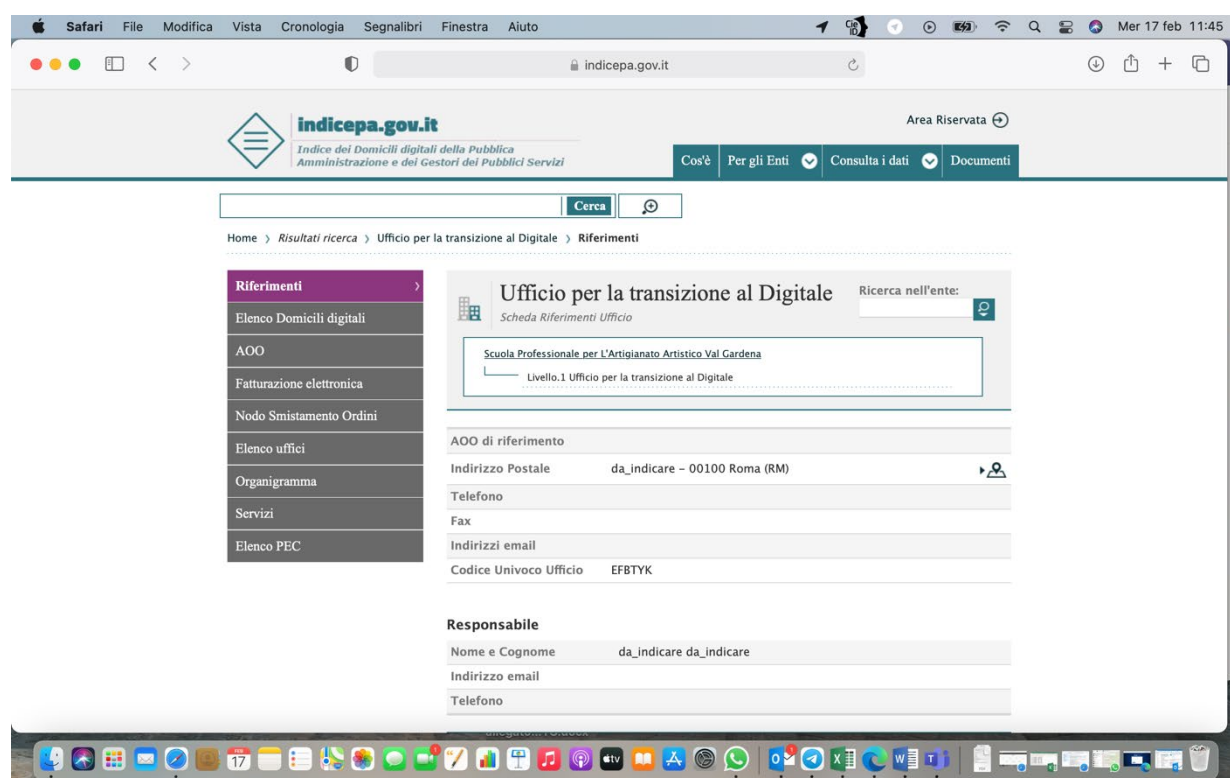 Safari File Modifica Vista Cronologia Segnalibri Finestra Aiuto Mer 17 feb 11:45
indicepa.gov.it
indicepa.gov.it
Indice dei Domicili digitali della Pubblica
Amministrazione e dei Gestori dei Pubblici Servizi
Area Riservata
Cos'è Per gli Enti Consulta i dati Documenti
Cerca
Home › Risultati ricerca › Ufficio per la transizione al Digitale › Riferimenti
Riferimenti ›
Elenco Domicili digitali
AOO
Fatturazione elettronica
Nodo Smistamento Ordini
Elenco uffici
Organigramma
Servizi
Elenco PEC
Ufficio per la transizione al Digitale
Scheda Riferimenti Ufficio
Ricerca nell'ente:
Scuola Professionale per L'Artigianato Artistico Val Gardena
Livello.1 Ufficio per la transizione al Digitale
AOO di riferimento
Indirizzo Postale da_indicare – 00100 Roma (RM)
Telefono
Fax
Indirizzi email
Codice Univoco Ufficio EFBTYK
Responsabile
Nome e Cognome da_indicare da_indicare
Indirizzo email
Telefono
FEB
17
tv